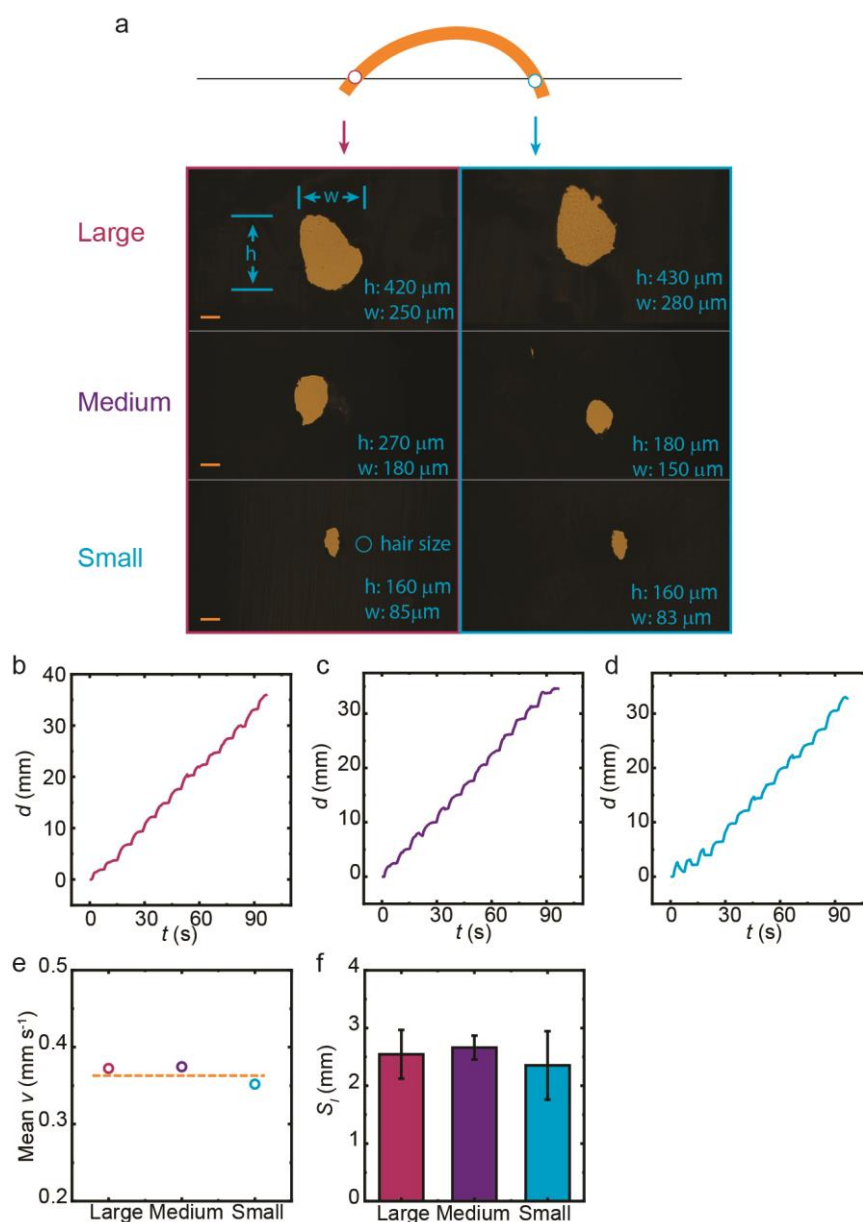 a
Large
w
h
h: 420 μm
w: 250 μm
h: 430 μm
w: 280 μm
Medium
h: 270 μm
w: 180 μm
h: 180 μm
w: 150 μm
Small
hair size
h: 160 μm
w: 85μm
h: 160 μm
w: 83 μm
b
40
30
20
10
0
d (mm)
0 30 60 90
t (s)
c
30
20
10
0
d (mm)
0 30 60 90
t (s)
d
30
20
10
0
d (mm)
0 30 60 90
t (s)
e
0.5
0.4
0.3
0.2
Mean v (mm s⁻¹)
Large Medium Small
f
4
3
2
1
0
Sₗ (mm)
Large Medium Small